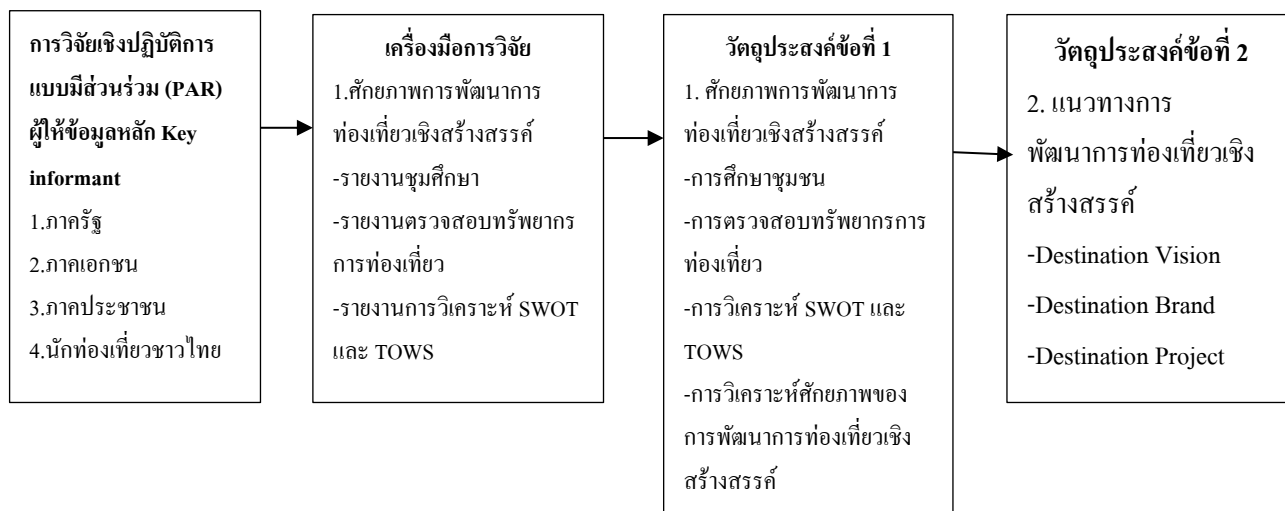 การวิจัยเชิงปฏิบัติการ
แบบมีส่วนร่วม (PAR)
ผู้ให้ข้อมูลหลัก Key
informant
1.ภาครัฐ
2.ภาคเอกชน
3.ภาคประชาชน
4.นักท่องเที่ยวชาวไทย
เครื่องมือการวิจัย
1.ศักยภาพการพัฒนาการ
ท่องเที่ยวเชิงสร้างสรรค์
-รายงานชุมศึกษา
-รายงานตรวจสอบทรัพยากร
การท่องเที่ยว
-รายงานการวิเคราะห์ SWOT
และ TOWS
วัตถุประสงค์ข้อที่ 1
1. ศักยภาพการพัฒนาการ
ท่องเที่ยวเชิงสร้างสรรค์
-การศึกษาชุมชน
-การตรวจสอบทรัพยากรการ
ท่องเที่ยว
-การวิเคราะห์ SWOT และ
TOWS
-การวิเคราะห์ศักยภาพของ
การพัฒนาการท่องเที่ยวเชิง
สร้างสรรค์
วัตถุประสงค์ข้อที่ 2
2. แนวทางการ
พัฒนาการท่องเที่ยวเชิง
สร้างสรรค์
-Destination Vision
-Destination Brand
-Destination Project